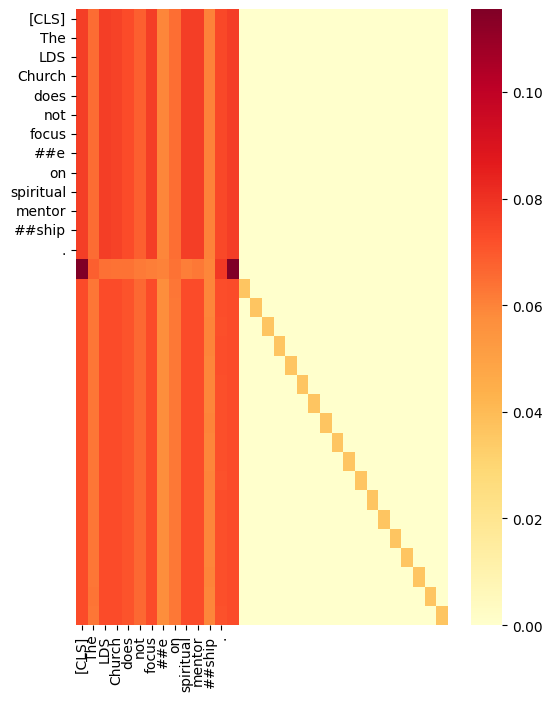 [CLS]
The
LDS
Church
does
not
focus
##e
on
spiritual
mentor
##ship
.
0.10
0.08
0.06
0.04
0.02
0.00
[CLS]
The
LDS
Church
does
not
focus
##e
on
spiritual
mentor
##ship
.